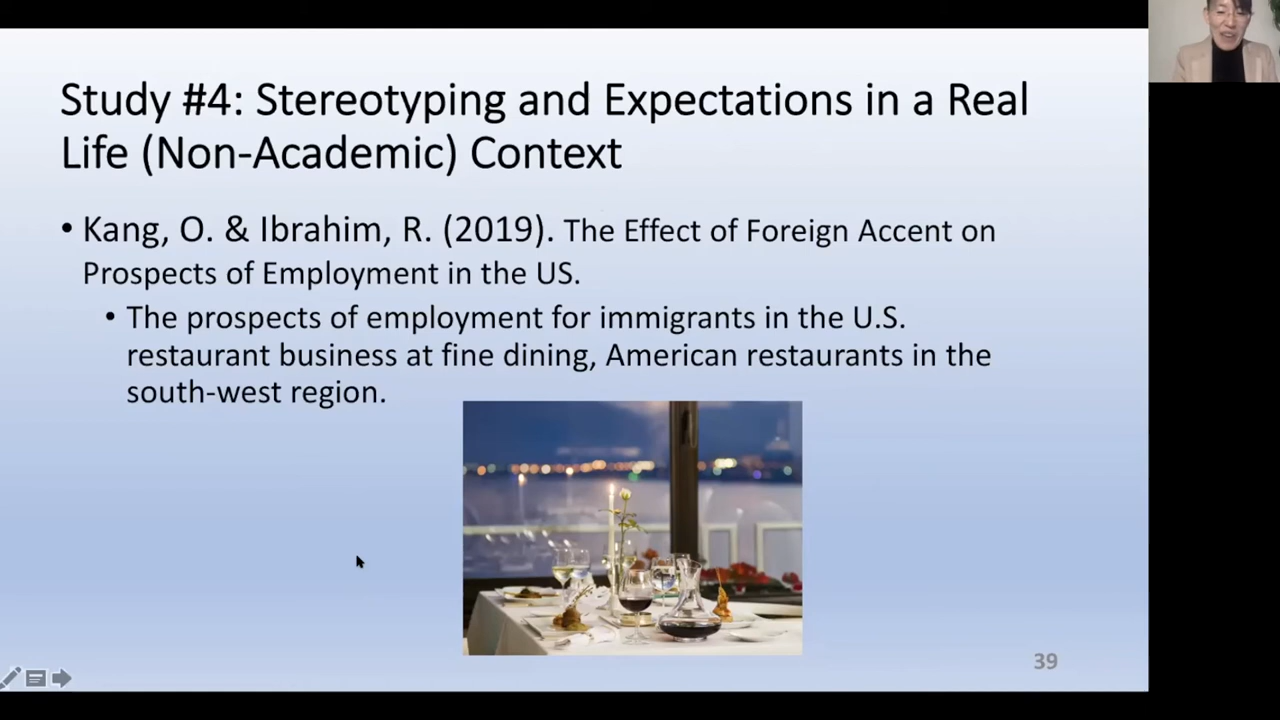 Study #4: Stereotyping and Expectations in a Real
Life (Non-Academic) Context
• Kang, O. & Ibrahim, R. (2019). The Effect of Foreign Accent on
Prospects of Employment in the US.
• The prospects of employment for immigrants in the U.S.
restaurant business at fine dining, American restaurants in the
south-west region.
39